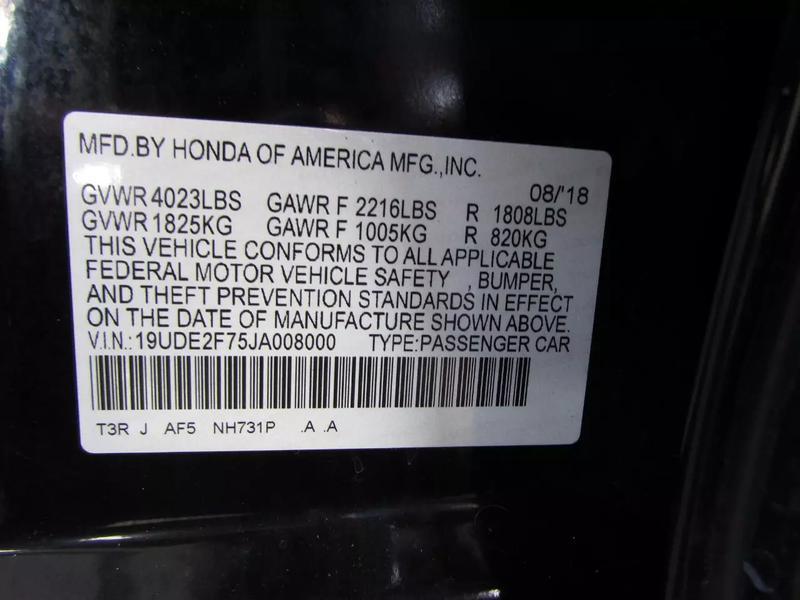 MFD.BY HONDA OF AMERICA MFG.,INC.
08/'18
GVWR 4023LBS GAWR F 2216LBS R 1808LBS
GVWR 1825KG GAWR F 1005KG R 820KG
THIS VEHICLE CONFORMS TO ALL APPLICABLE
FEDERAL MOTOR VEHICLE SAFETY , BUMPER,
AND THEFT PREVENTION STANDARDS IN EFFECT
ON THE DATE OF MANUFACTURE SHOWN ABOVE.
V.I.N.:19UDE2F75JA008000 TYPE:PASSENGER CAR
T3R J AF5 NH731P .A .A